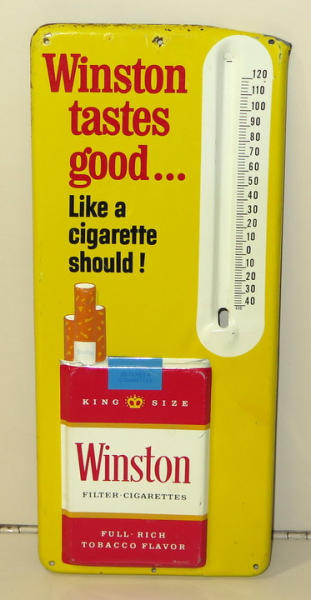 Winston
tastes
good...
Like a
cigarette
should!
120
110
100
90
80
70
60
50
40
30
20
10
0
10
20
30
40
KING SIZE
Winston
FILTER·CIGARETTES
FULL·RICH
TOBACCO FLAVOR